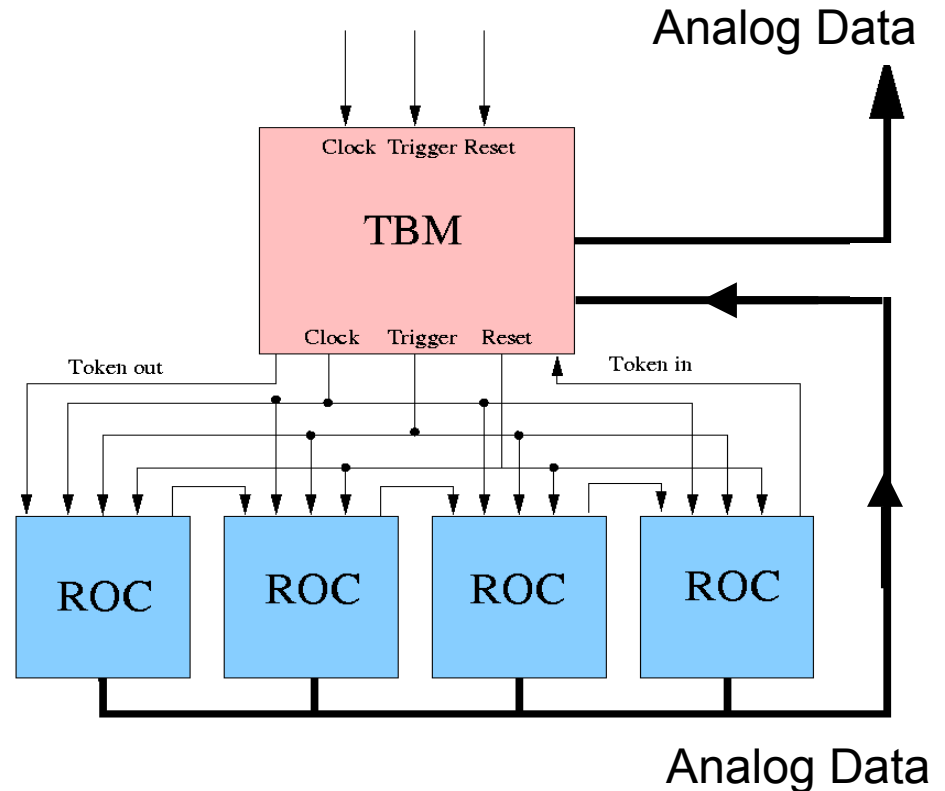 Analog Data
Clock Trigger Reset
TBM
Clock Trigger Reset
Token out
Token in
ROC ROC ROC ROC
Analog Data